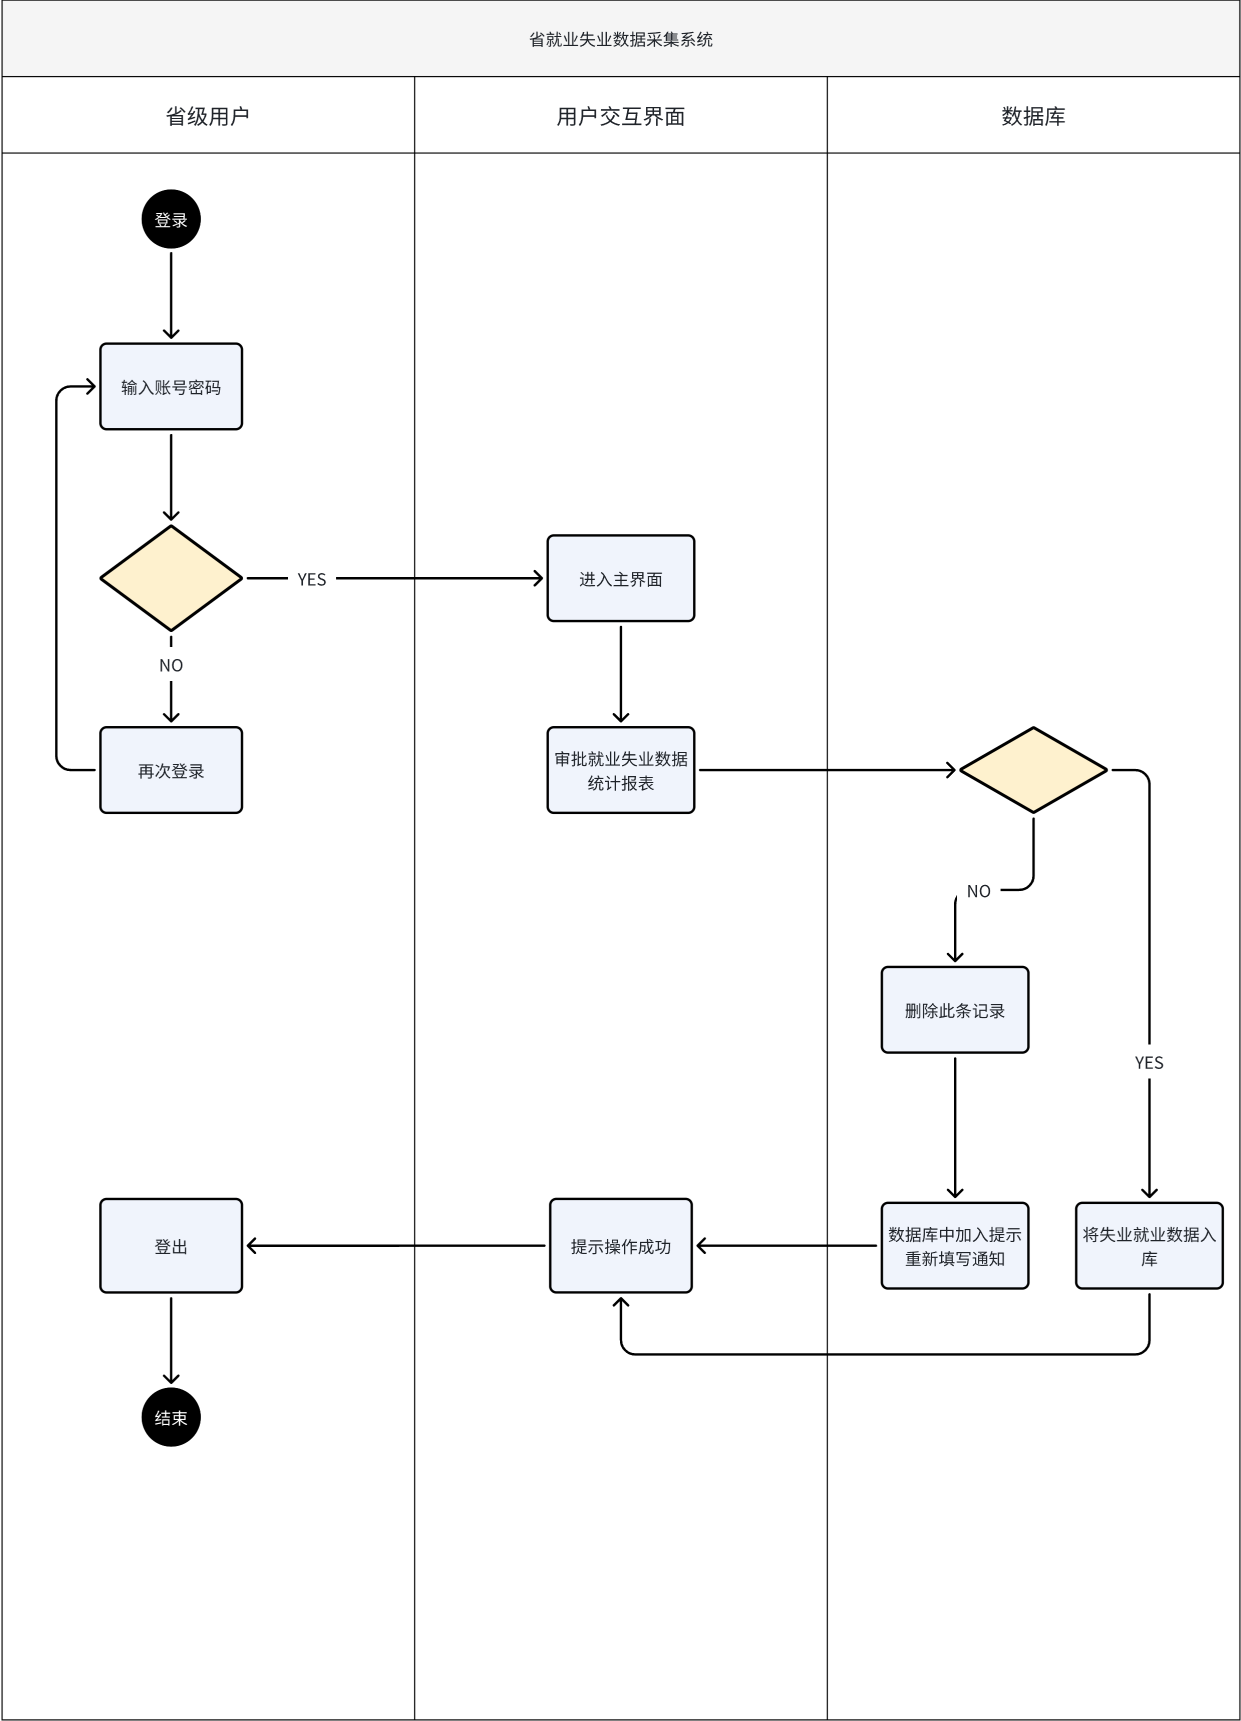 省就业失业数据采集系统
省级用户
用户交互界面
数据库
登录
输入账号密码
YES
进入主界面
NO
再次登录
审批就业失业数据
统计报表
NO
删除此条记录
YES
登出
提示操作成功
数据库中加入提示
重新填写通知
将失业就业数据入
库
结束